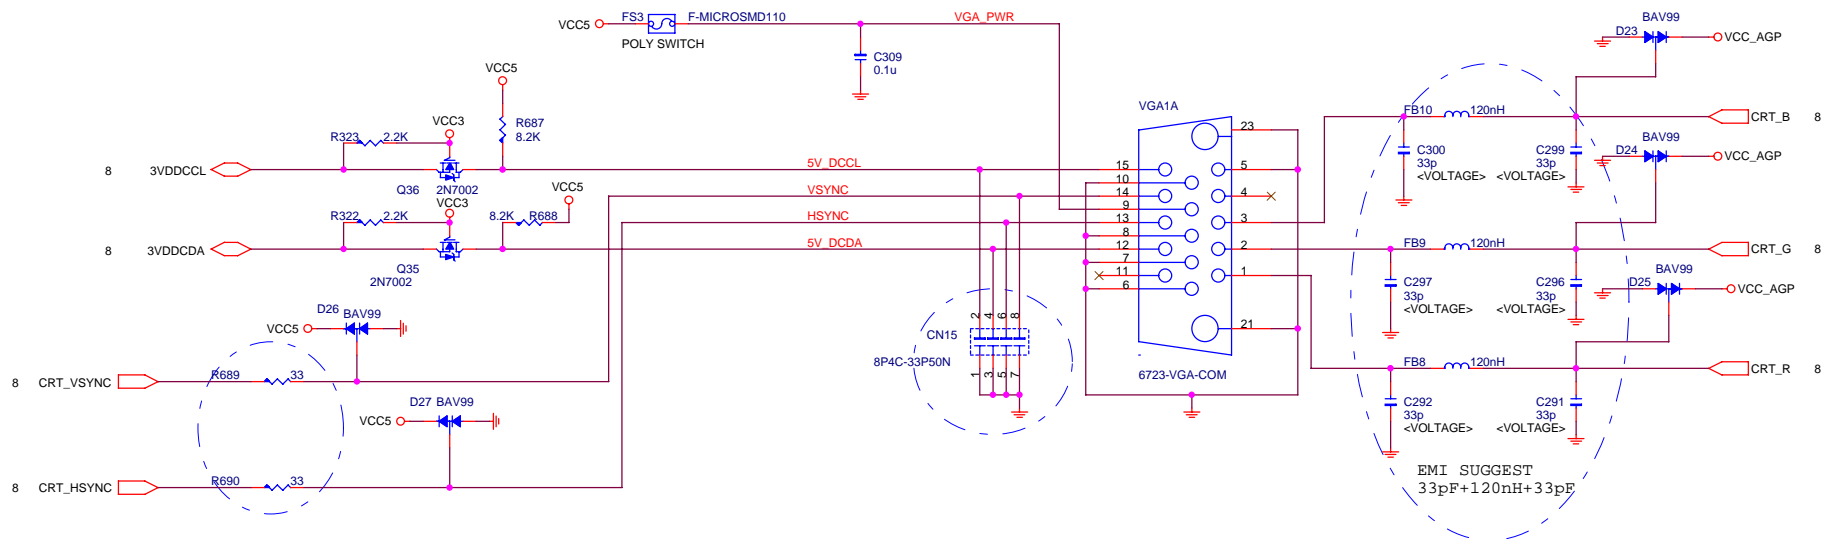 VCC5
FS3
F-MICROSMD110
POLY SWITCH
VGA_PWR
C309
0.1u
BAV99
D23
VCC_AGP
VCC5
R687
8.2K
VCC3
R323
2.2K
8
3VDDCCL
Q36
2N7002
5V_DCCL
VGA1A
23
15
10
14
9
13
8
12
7
11
6
5
4
3
2
1
21
6723-VGA-COM
FB10
120nH
CRT_B
8
C300
33p
<VOLTAGE>
C299
33p
<VOLTAGE>
BAV99
D24
VCC_AGP
VCC3
VCC5
R322
2.2K
8.2K
R688
VSYNC
HSYNC
8
3VDDCDA
5V_DCDA
Q35
2N7002
FB9
120nH
CRT_G
8
C297
33p
<VOLTAGE>
C296
33p
<VOLTAGE>
BAV99
D25
VCC_AGP
D26
BAV99
VCC5
2
4
6
8
CN15
8P4C-33P50N
1
3
5
7
8
CRT_VSYNC
R689
33
FB8
120nH
CRT_R
8
C292
33p
<VOLTAGE>
C291
33p
<VOLTAGE>
D27
BAV99
VCC5
8
CRT_HSYNC
R690
33
EMI SUGGEST
33pF+120nH+33pF